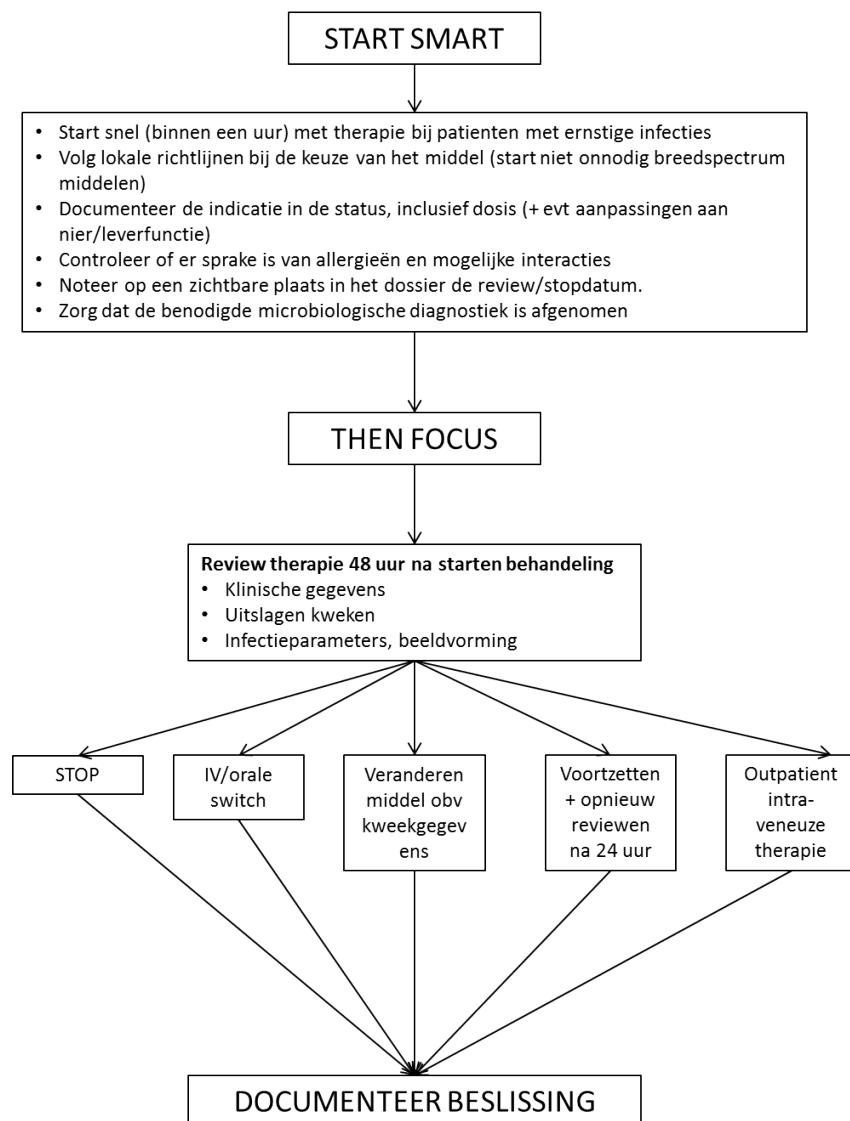 START SMART
• Start snel (binnen een uur) met therapie bij patienten met ernstige infecties
• Volg lokale richtlijnen bij de keuze van het middel (start niet onnodig breedspectrum
middelen)
• Documenteer de indicatie in de status, inclusief dosis (+ evt aanpassingen aan
nier/leverfunctie)
• Controleer of er sprake is van allergieën en mogelijke interacties
• Noteer op een zichtbare plaats in het dossier de review/stopdatum.
• Zorg dat de benodigde microbiologische diagnostiek is afgenomen
THEN FOCUS
Review therapie 48 uur na starten behandeling
• Klinische gegevens
• Uitslagen kweken
• Infectieparameters, beeldvorming
STOP
IV/orale
switch
Veranderen
middel obv
kweekgegev
ens
Voortzetten
+ opnieuw
reviewen
na 24 uur
Outpatient
intra-
veneuze
therapie
DOCUMENTEER BESLISSING